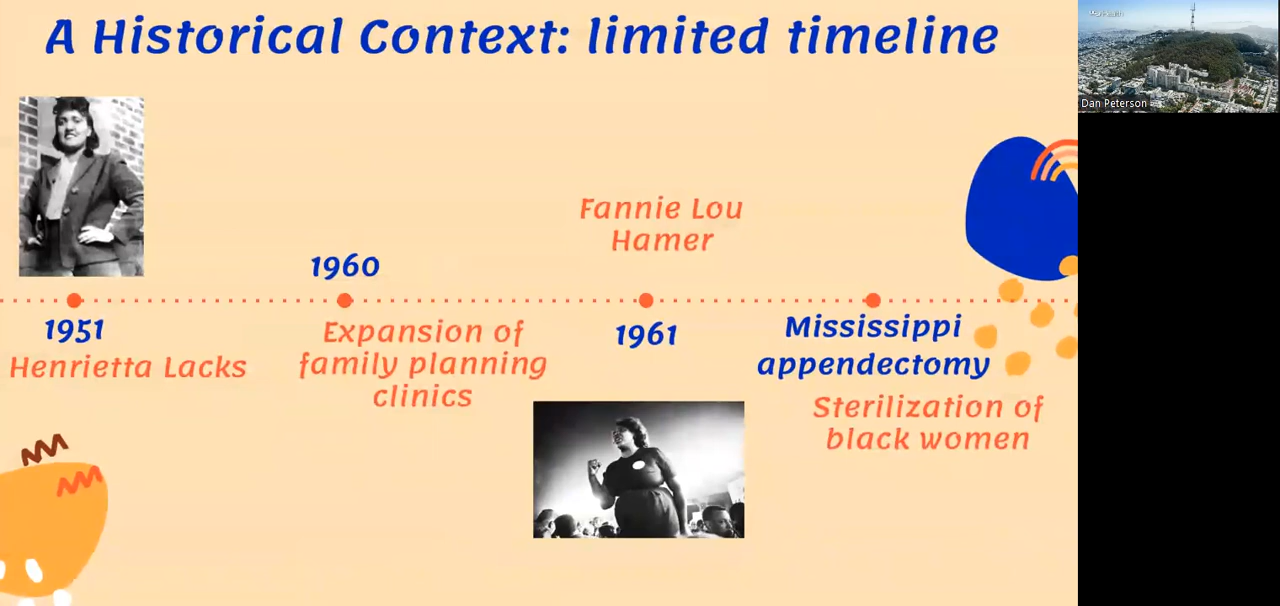 A Historical Context: limited timeline
1951
Henrietta Lacks
1960
Expansion of
family planning
clinics
Fannie Lou
Hamer
1961
Mississippi
appendectomy
Sterilization of
black women
Dan Peterson